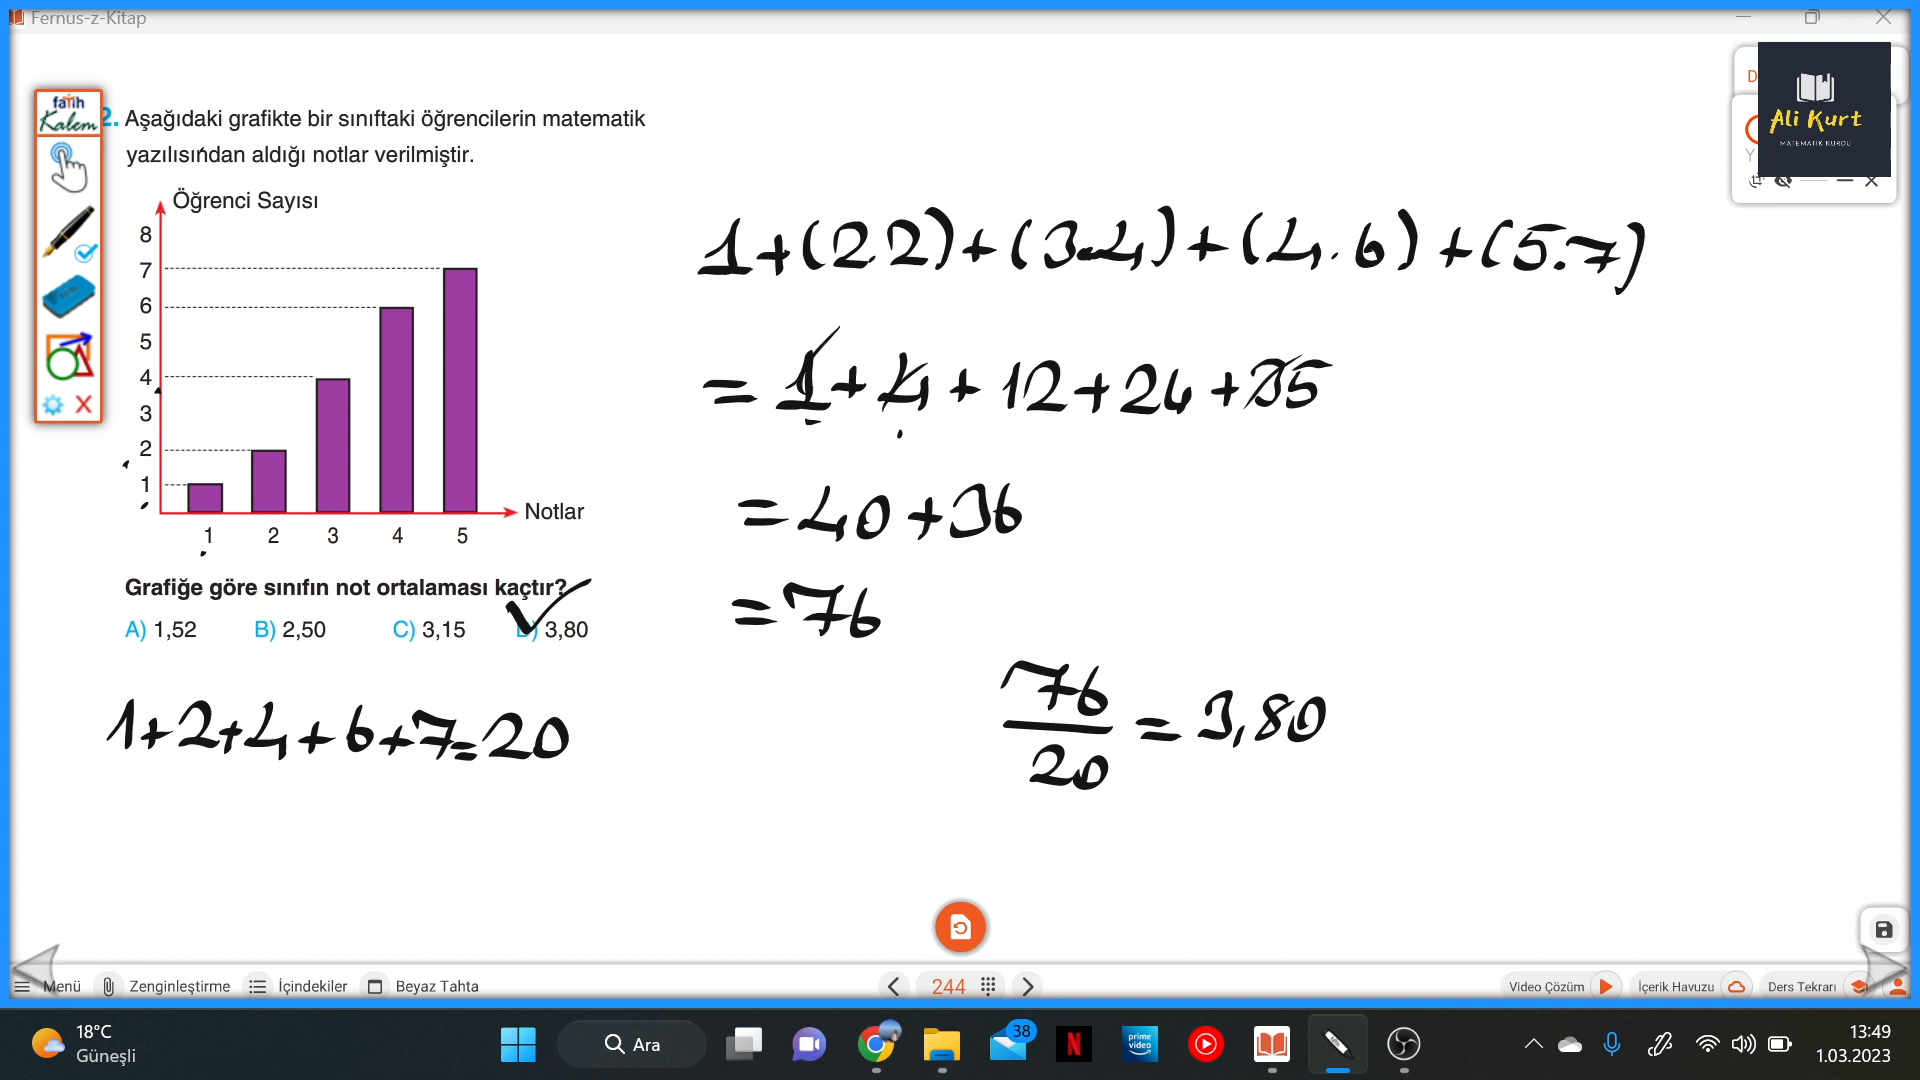 Fernus-z-Kitap
fatih
Kalem
2. Aşağıdaki grafikte bir sınıftaki öğrencilerin matematik
yazılısından aldığı notlar verilmiştir.
Öğrenci Sayısı
8
7
6
5
4
3
2
1
Notlar
1 2 3 4 5
Grafiğe göre sınıfın not ortalaması kaçtır?
A) 1,52 B) 2,50 C) 3,15 D) 3,80
1+2+4+6+7=20
1+(2.2)+(3.4)+(4.6)+(5.7)
=1+4+12+24+35
=40+36
=76
76
20
=3,80
D
Ali Kurt
MATEMATIK KURDU
Y
Menü Zenginleştirme İçindekiler Beyaz Tahta
244
Video Çözüm İçerik Havuzu Ders Tekrarı
18°C
Güneşli
Ara
38
N
prime
video
13:49
1.03.2023